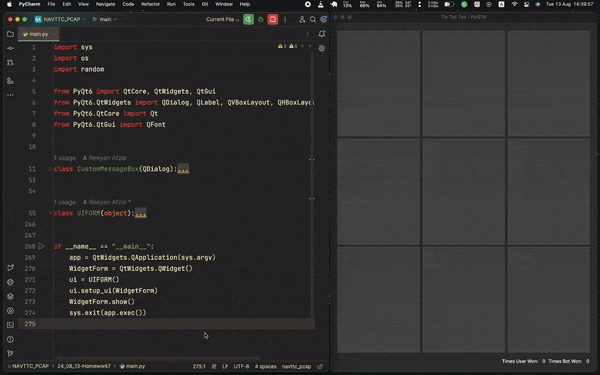 PyCharm File Edit View Navigate Code Refactor Run Tools Git Window Help
Tue 13 Aug 14:39:57
NAVTTC_PCAP main Current File
main.py
Tic Tac Toe - PyQt6
1 import sys
2 import os
3 import random
4
5 from PyQt6 import QtCore, QtWidgets, QtGui
6 from PyQt6.QtWidgets import QDialog, QLabel, QVBoxLayout, QHBoxLayou
7 from PyQt6.QtCore import Qt
8 from PyQt6.QtGui import QFont
9
10
1 usage Reeyan Afzal
11 class CustomMessageBox(QDialog):...
53
54
1 usage Reeyan Afzal *
55 class UIFORM(object):...
266
267
268 if __name__ == "__main__":
269 app = QtWidgets.QApplication(sys.argv)
270 WidgetForm = QtWidgets.QWidget()
271 ui = UIFORM()
272 ui.setup_ui(WidgetForm)
273 WidgetForm.show()
274 sys.exit(app.exec())
275
Times User Won: 0 Times Bot Won: 0
NAVTTC_PCAP > 24_08_13-Homework7 > main.py 275:1 LF UTF-8 4 spaces navttc_pcap